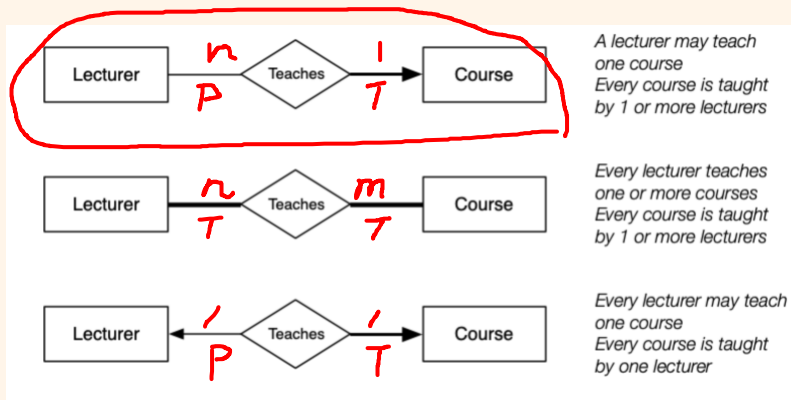 n 1
Lecturer Teaches Course
P T
A lecturer may teach
one course
Every course is taught
by 1 or more lecturers
n m
Lecturer Teaches Course
T T
Every lecturer teaches
one or more courses
Every course is taught
by 1 or more lecturers
1 1
Lecturer Teaches Course
P T
Every lecturer may teach
one course
Every course is taught
by one lecturer